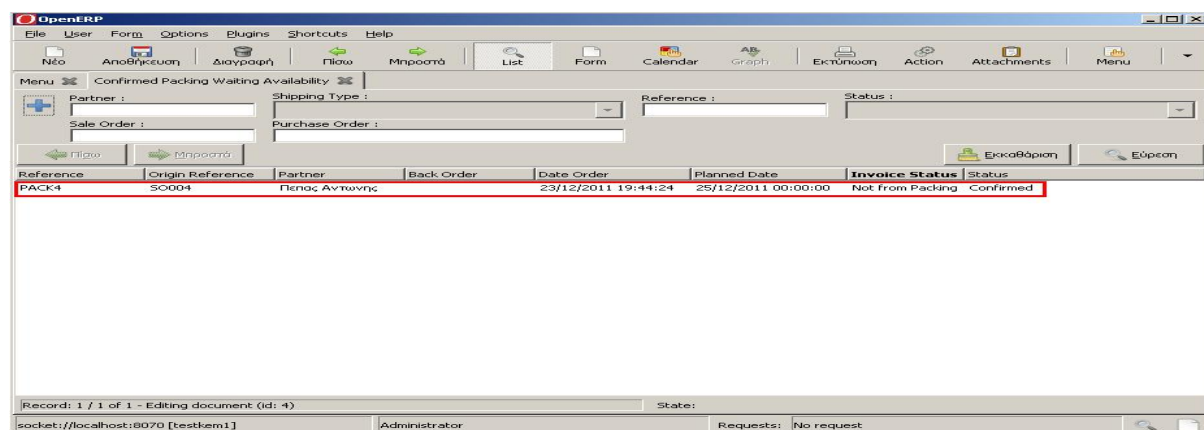 OpenERP
File User Form Options Plugins Shortcuts Help
Νέο Αποθήκευση Διαγραφή Πίσω Μπροστά List Form Calendar Graph Εκτύπωση Action Attachments Menu
Menu Confirmed Packing Waiting Availability
Partner : Shipping Type : Reference : Status :
Sale Order : Purchase Order :
Πίσω Μπροστά Εκκαθάριση Εύρεση
Reference Origin Reference Partner Back Order Date Order Planned Date Invoice Status Status
PACK4 SO004 Πεπας Αντωνης 23/12/2011 19:44:24 25/12/2011 00:00:00 Not from Packing Confirmed
Record: 1 / 1 of 1 - Editing document (id: 4) State:
socket://localhost:8070 [testkem1] Administrator Requests: No request